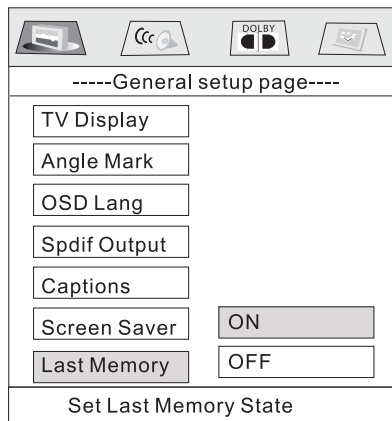 DOLBY
-----General setup page----
TV Display
Angle Mark
OSD Lang
Spdif Output
Captions
Screen Saver
ON
Last Memory
OFF
Set Last Memory State